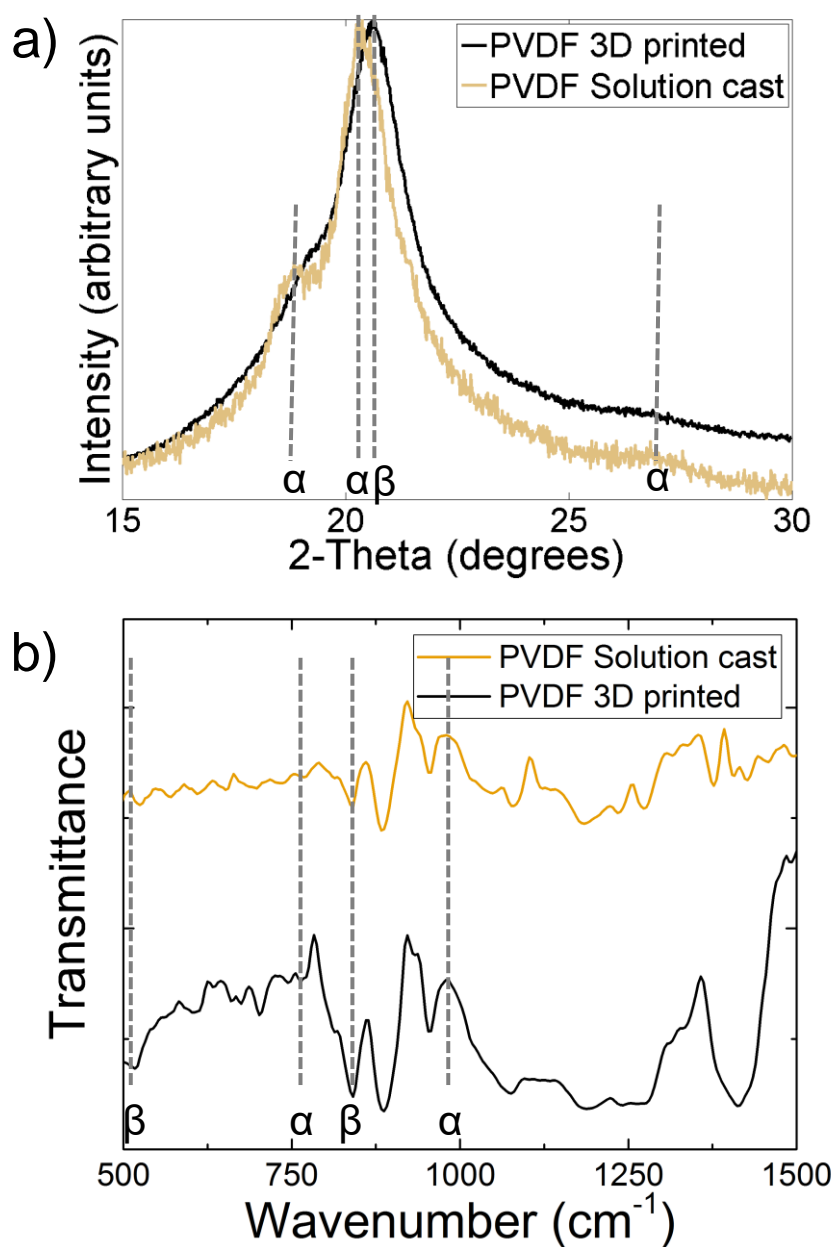 a)
PVDF 3D printed
PVDF Solution cast
Intensity (arbitrary units)
α
α
β
α
15
20
25
30
2-Theta (degrees)
b)
PVDF Solution cast
PVDF 3D printed
Transmittance
β
α
β
α
500
750
1000
1250
1500
Wavenumber (cm⁻¹)